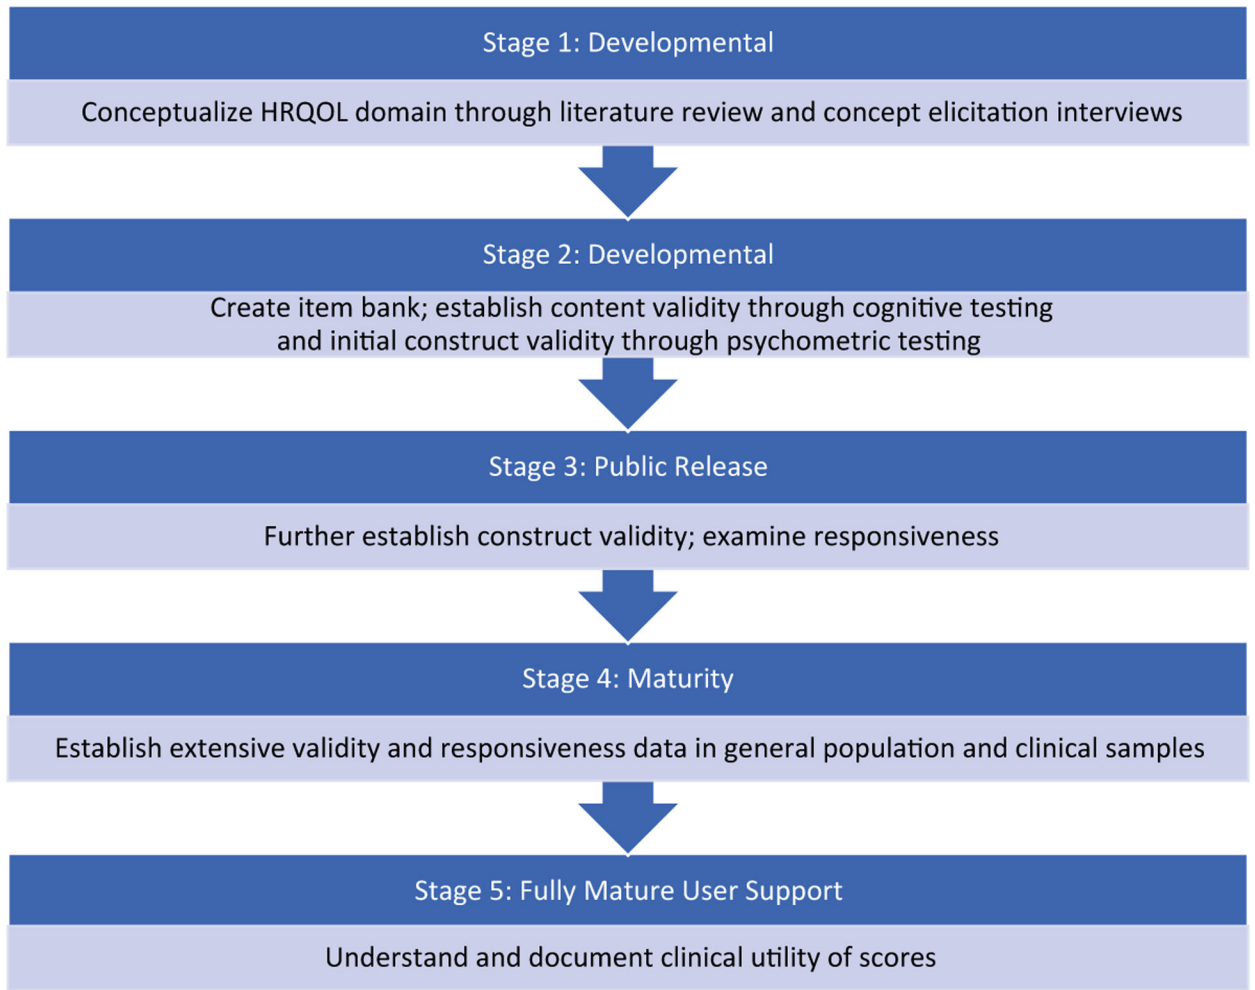 Stage 1: Developmental
Conceptualize HRQOL domain through literature review and concept elicitation interviews
Stage 2: Developmental
Create item bank; establish content validity through cognitive testing
and initial construct validity through psychometric testing
Stage 3: Public Release
Further establish construct validity; examine responsiveness
Stage 4: Maturity
Establish extensive validity and responsiveness data in general population and clinical samples
Stage 5: Fully Mature User Support
Understand and document clinical utility of scores